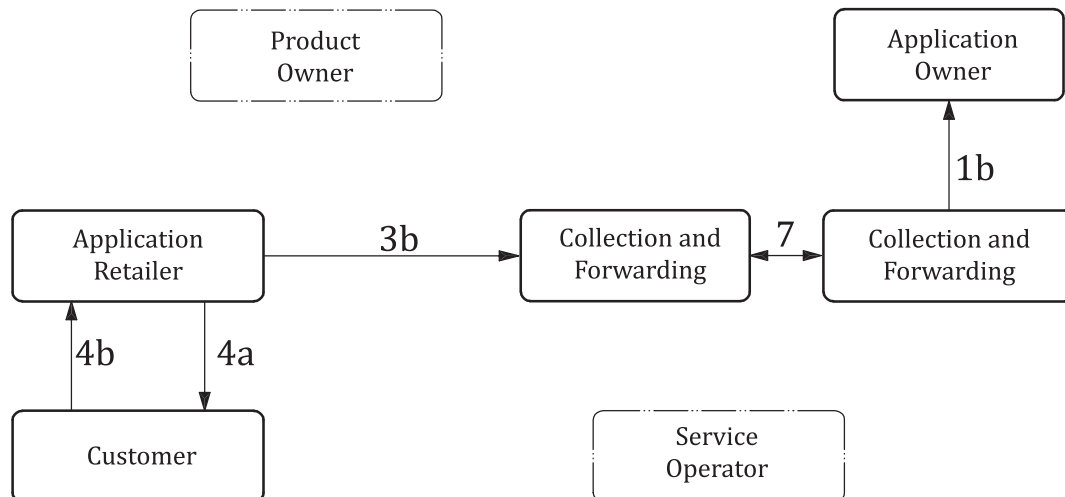 Product
Owner
Application
Owner
1b
Application
Retailer
3b
Collection and
Forwarding
7
Collection and
Forwarding
4b
4a
Customer
Service
Operator